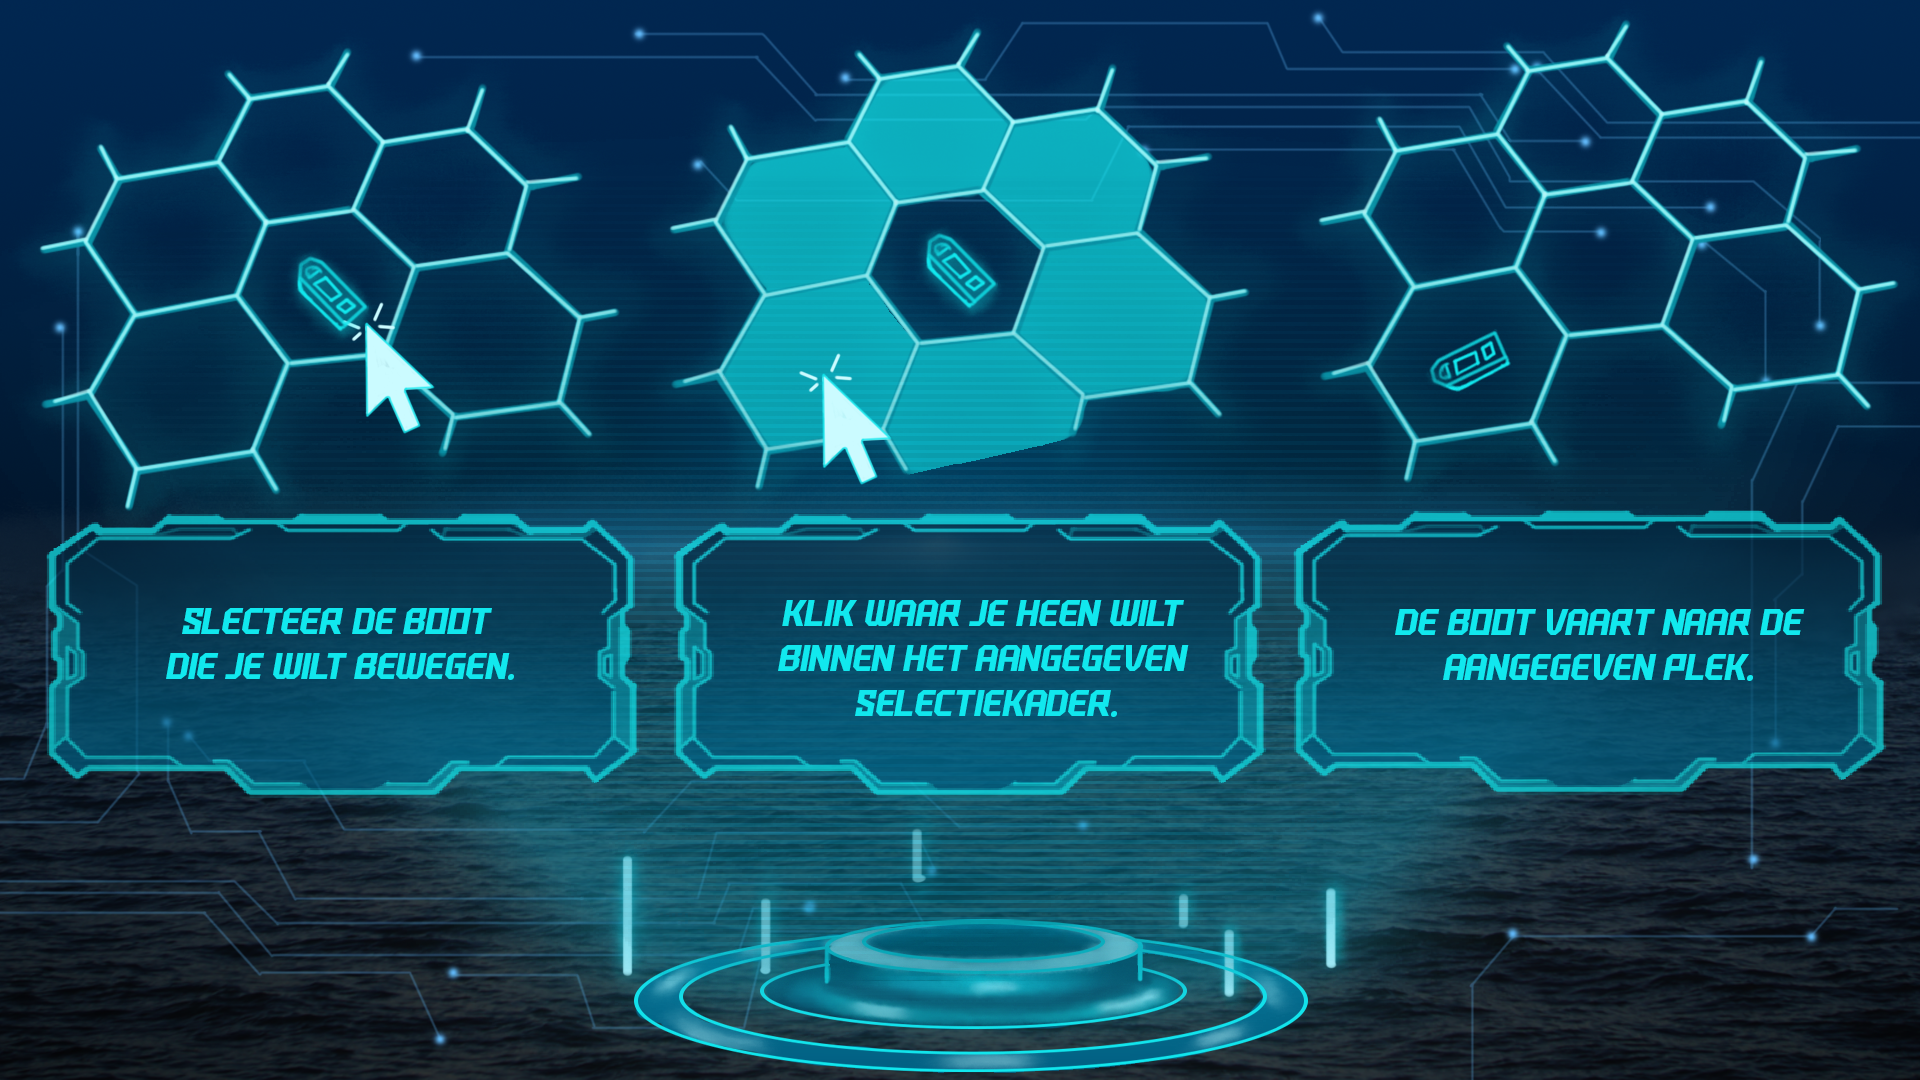 SLECTEER DE BOOT
DIE JE WILT BEWEGEN.
KLIK WAAR JE HEEN WILT
BINNEN HET AANGEGEVEN
SELECTIEKADER.
DE BOOT VAART NAAR DE
AANGEGEVEN PLEK.